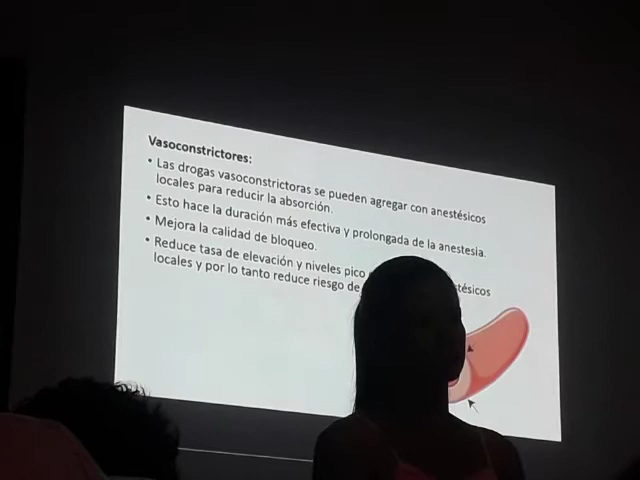 Vasoconstrictores:
• Las drogas vasoconstrictoras se pueden agregar con anestésicos
locales para reducir la absorción.
• Esto hace la duración más efectiva y prolongada de la anestesia.
• Mejora la calidad de bloqueo.
• Reduce tasa de elevación y niveles pico
locales y por lo tanto reduce riesgo de